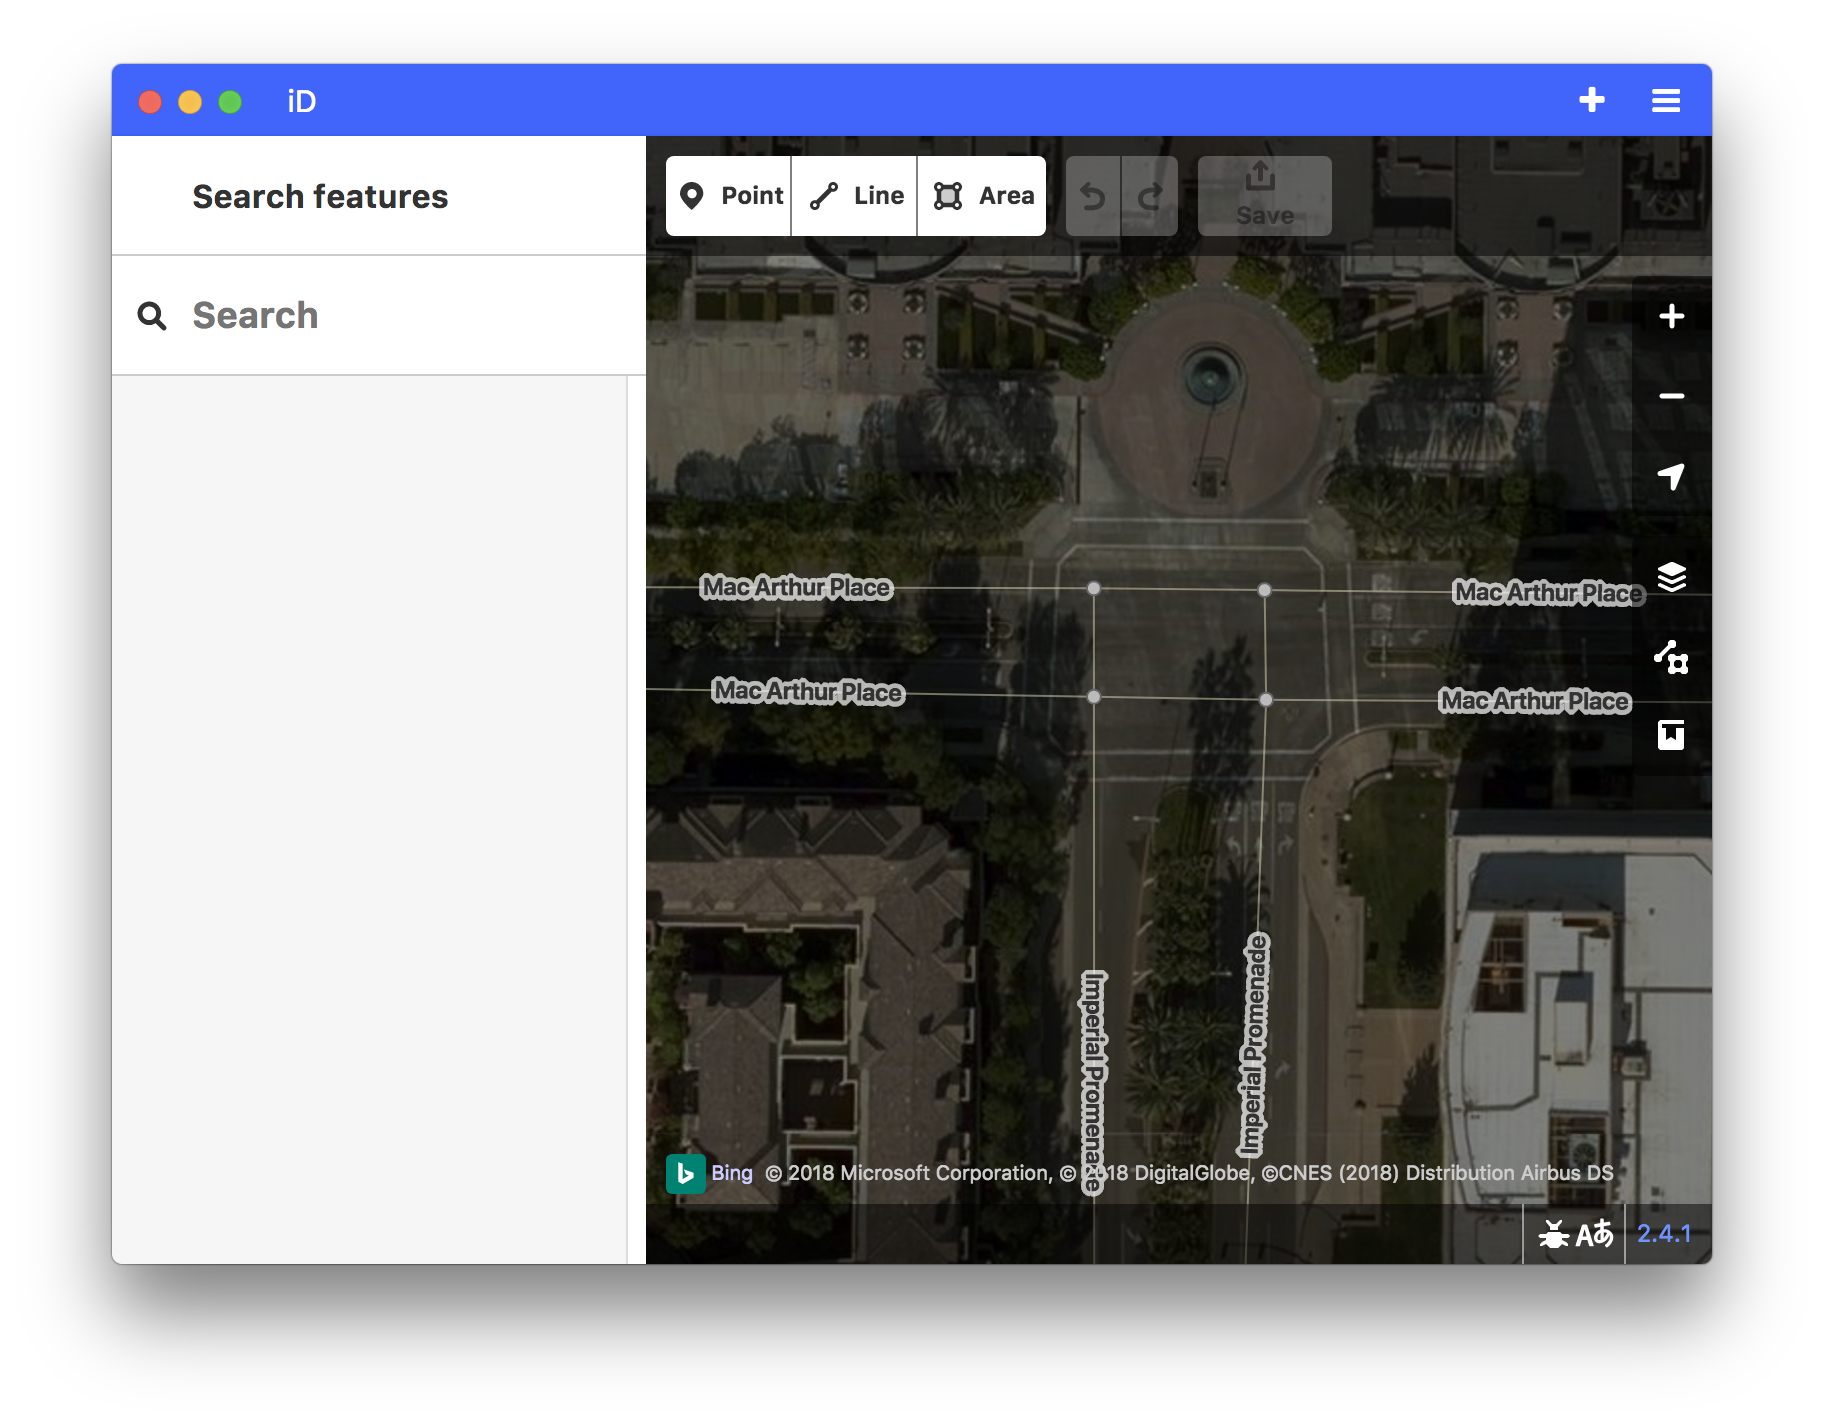 iD
Search features
Point
Line
Area
Save
Search
Mac Arthur Place
Mac Arthur Place
Mac Arthur Place
Mac Arthur Place
Imperial Promenade
Imperial Promenade
Bing © 2018 Microsoft Corporation, © 2018 DigitalGlobe, ©CNES (2018) Distribution Airbus DS
Aあ
2.4.1